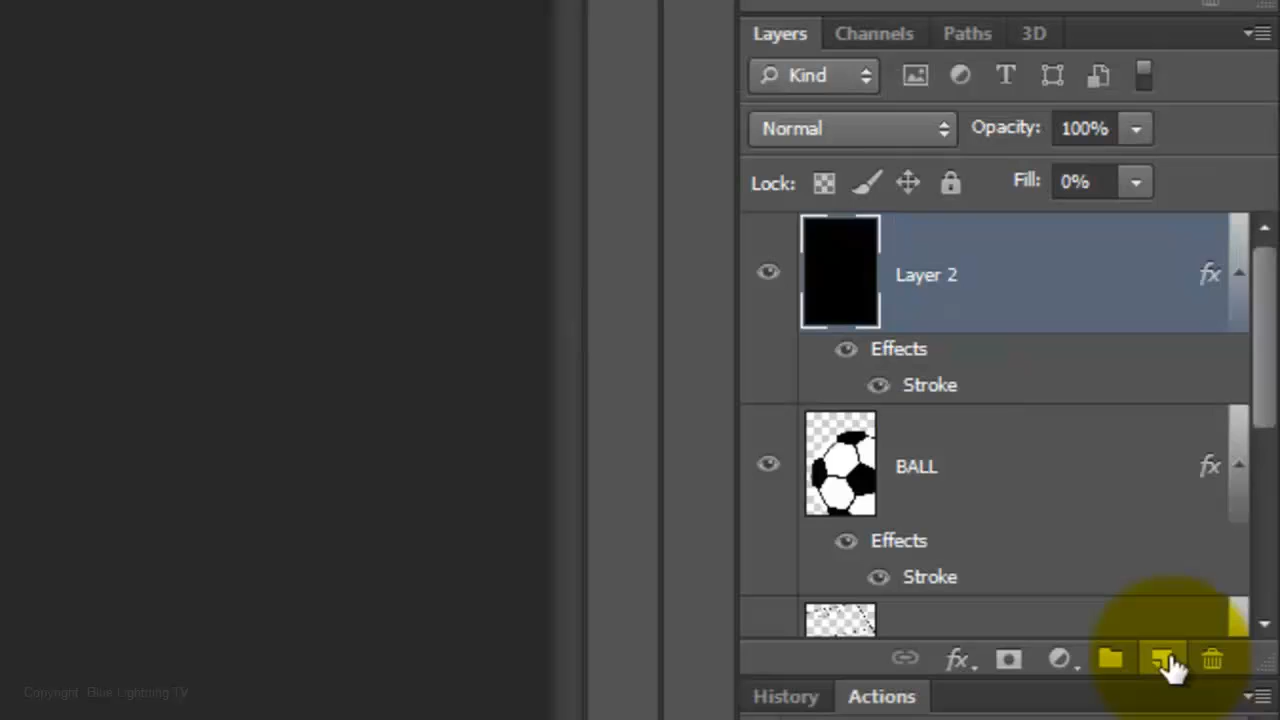 Layers Channels Paths 3D
Kind T
Normal Opacity: 100%
Lock: Fill: 0%
Layer 2 fx
Effects
Stroke
BALL fx
Effects
Stroke
fx
Copyright Blue Lightning TV
History Actions